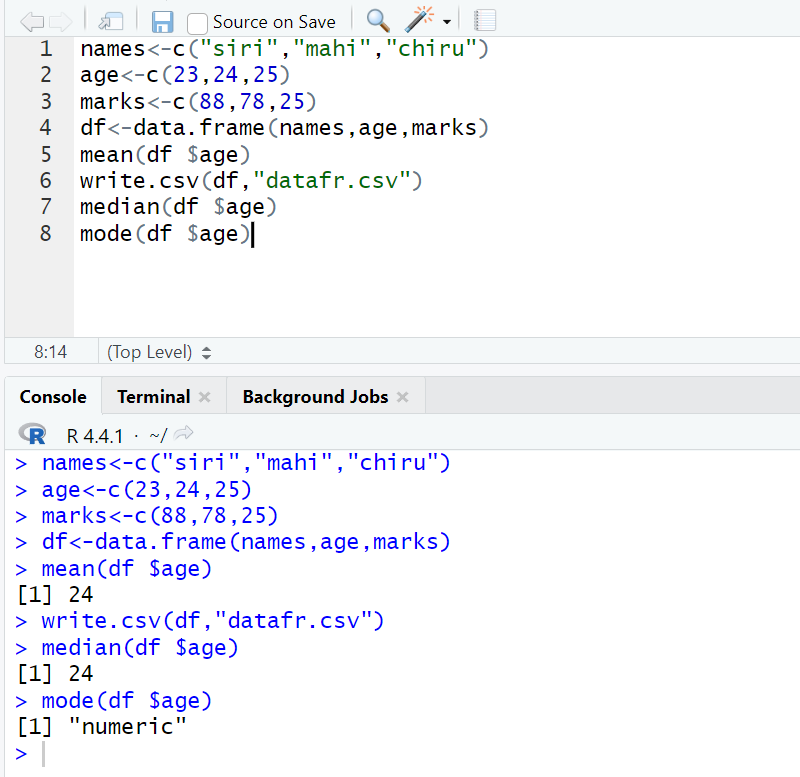 Source on Save
1 names<-c("siri","mahi","chiru")
2 age<-c(23,24,25)
3 marks<-c(88,78,25)
4 df<-data.frame(names,age,marks)
5 mean(df $age)
6 write.csv(df,"datafr.csv")
7 median(df $age)
8 mode(df $age)
8:14 (Top Level)
Console Terminal Background Jobs
R R 4.4.1 · ~/
> names<-c("siri","mahi","chiru")
> age<-c(23,24,25)
> marks<-c(88,78,25)
> df<-data.frame(names,age,marks)
> mean(df $age)
[1] 24
> write.csv(df,"datafr.csv")
> median(df $age)
[1] 24
> mode(df $age)
[1] "numeric"
>